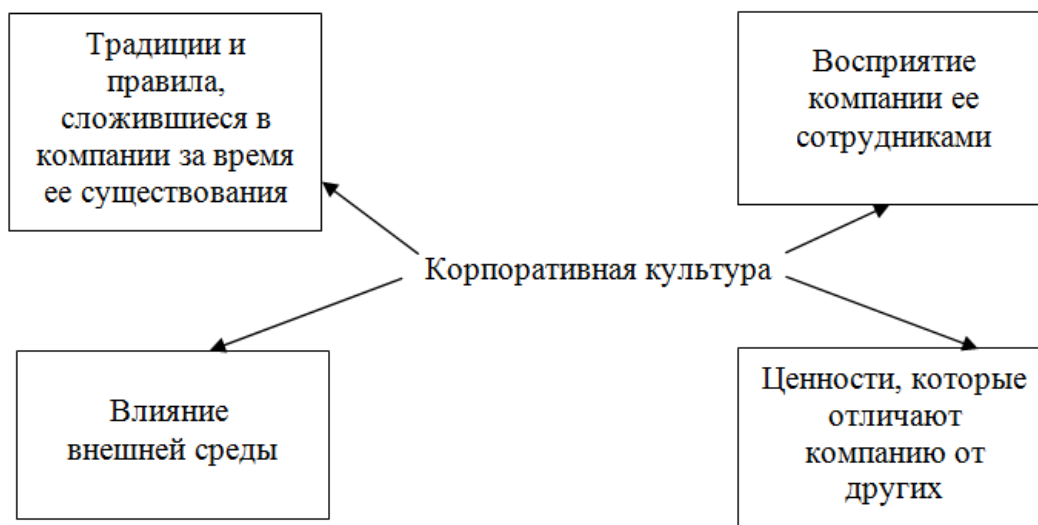 Традиции и
правила,
сложившиеся в
компании за время
ее существования
Восприятие
компании ее
сотрудниками
Корпоративная культура
Влияние
внешней среды
Ценности, которые
отличают
компанию от
других